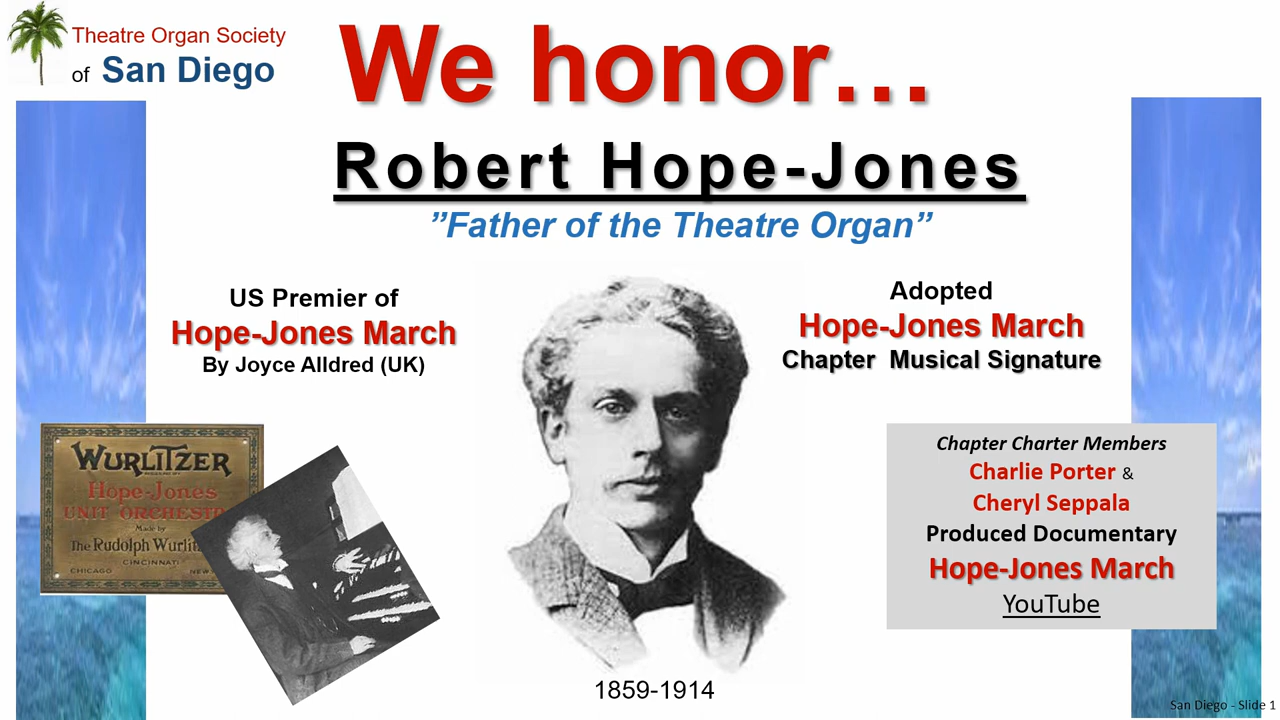 Theatre Organ Society
of San Diego
We honor…
Robert Hope-Jones
”Father of the Theatre Organ”
US Premier of
Hope-Jones March
By Joyce Alldred (UK)
Adopted
Hope-Jones March
Chapter Musical Signature
WURLITZER
Hope-Jones
UNIT ORCHESTR
Made by
The Rudolph Wurlit
CINCINNATI
CHICAGO NEW
Chapter Charter Members
Charlie Porter &
Cheryl Seppala
Produced Documentary
Hope-Jones March
YouTube
1859-1914
San Diego - Slide 1